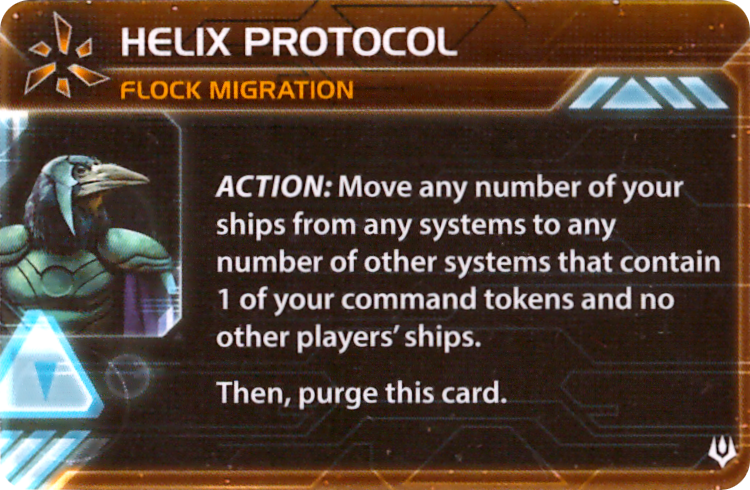 HELIX PROTOCOL
FLOCK MIGRATION
ACTION: Move any number of your
ships from any systems to any
number of other systems that contain
1 of your command tokens and no
other players’ ships.
Then, purge this card.